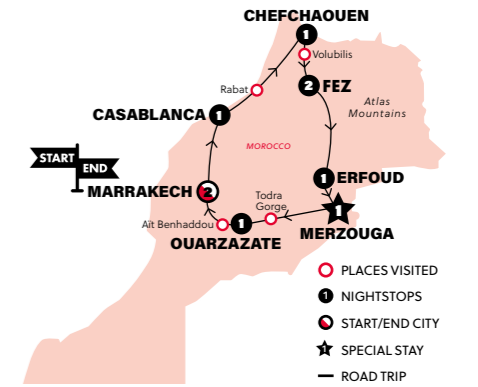 CHEFCHAOUEN
1
Volubilis
2 FEZ
Rabat
Atlas
Mountains
CASABLANCA 1
MOROCCO
START
END
1 ERFOUD
MARRAKECH 2
Todra
Gorge
1
MERZOUGA
Aït Benhaddou
1
OUARZAZATE
PLACES VISITED
1 NIGHTSTOPS
START/END CITY
1 SPECIAL STAY
ROAD TRIP